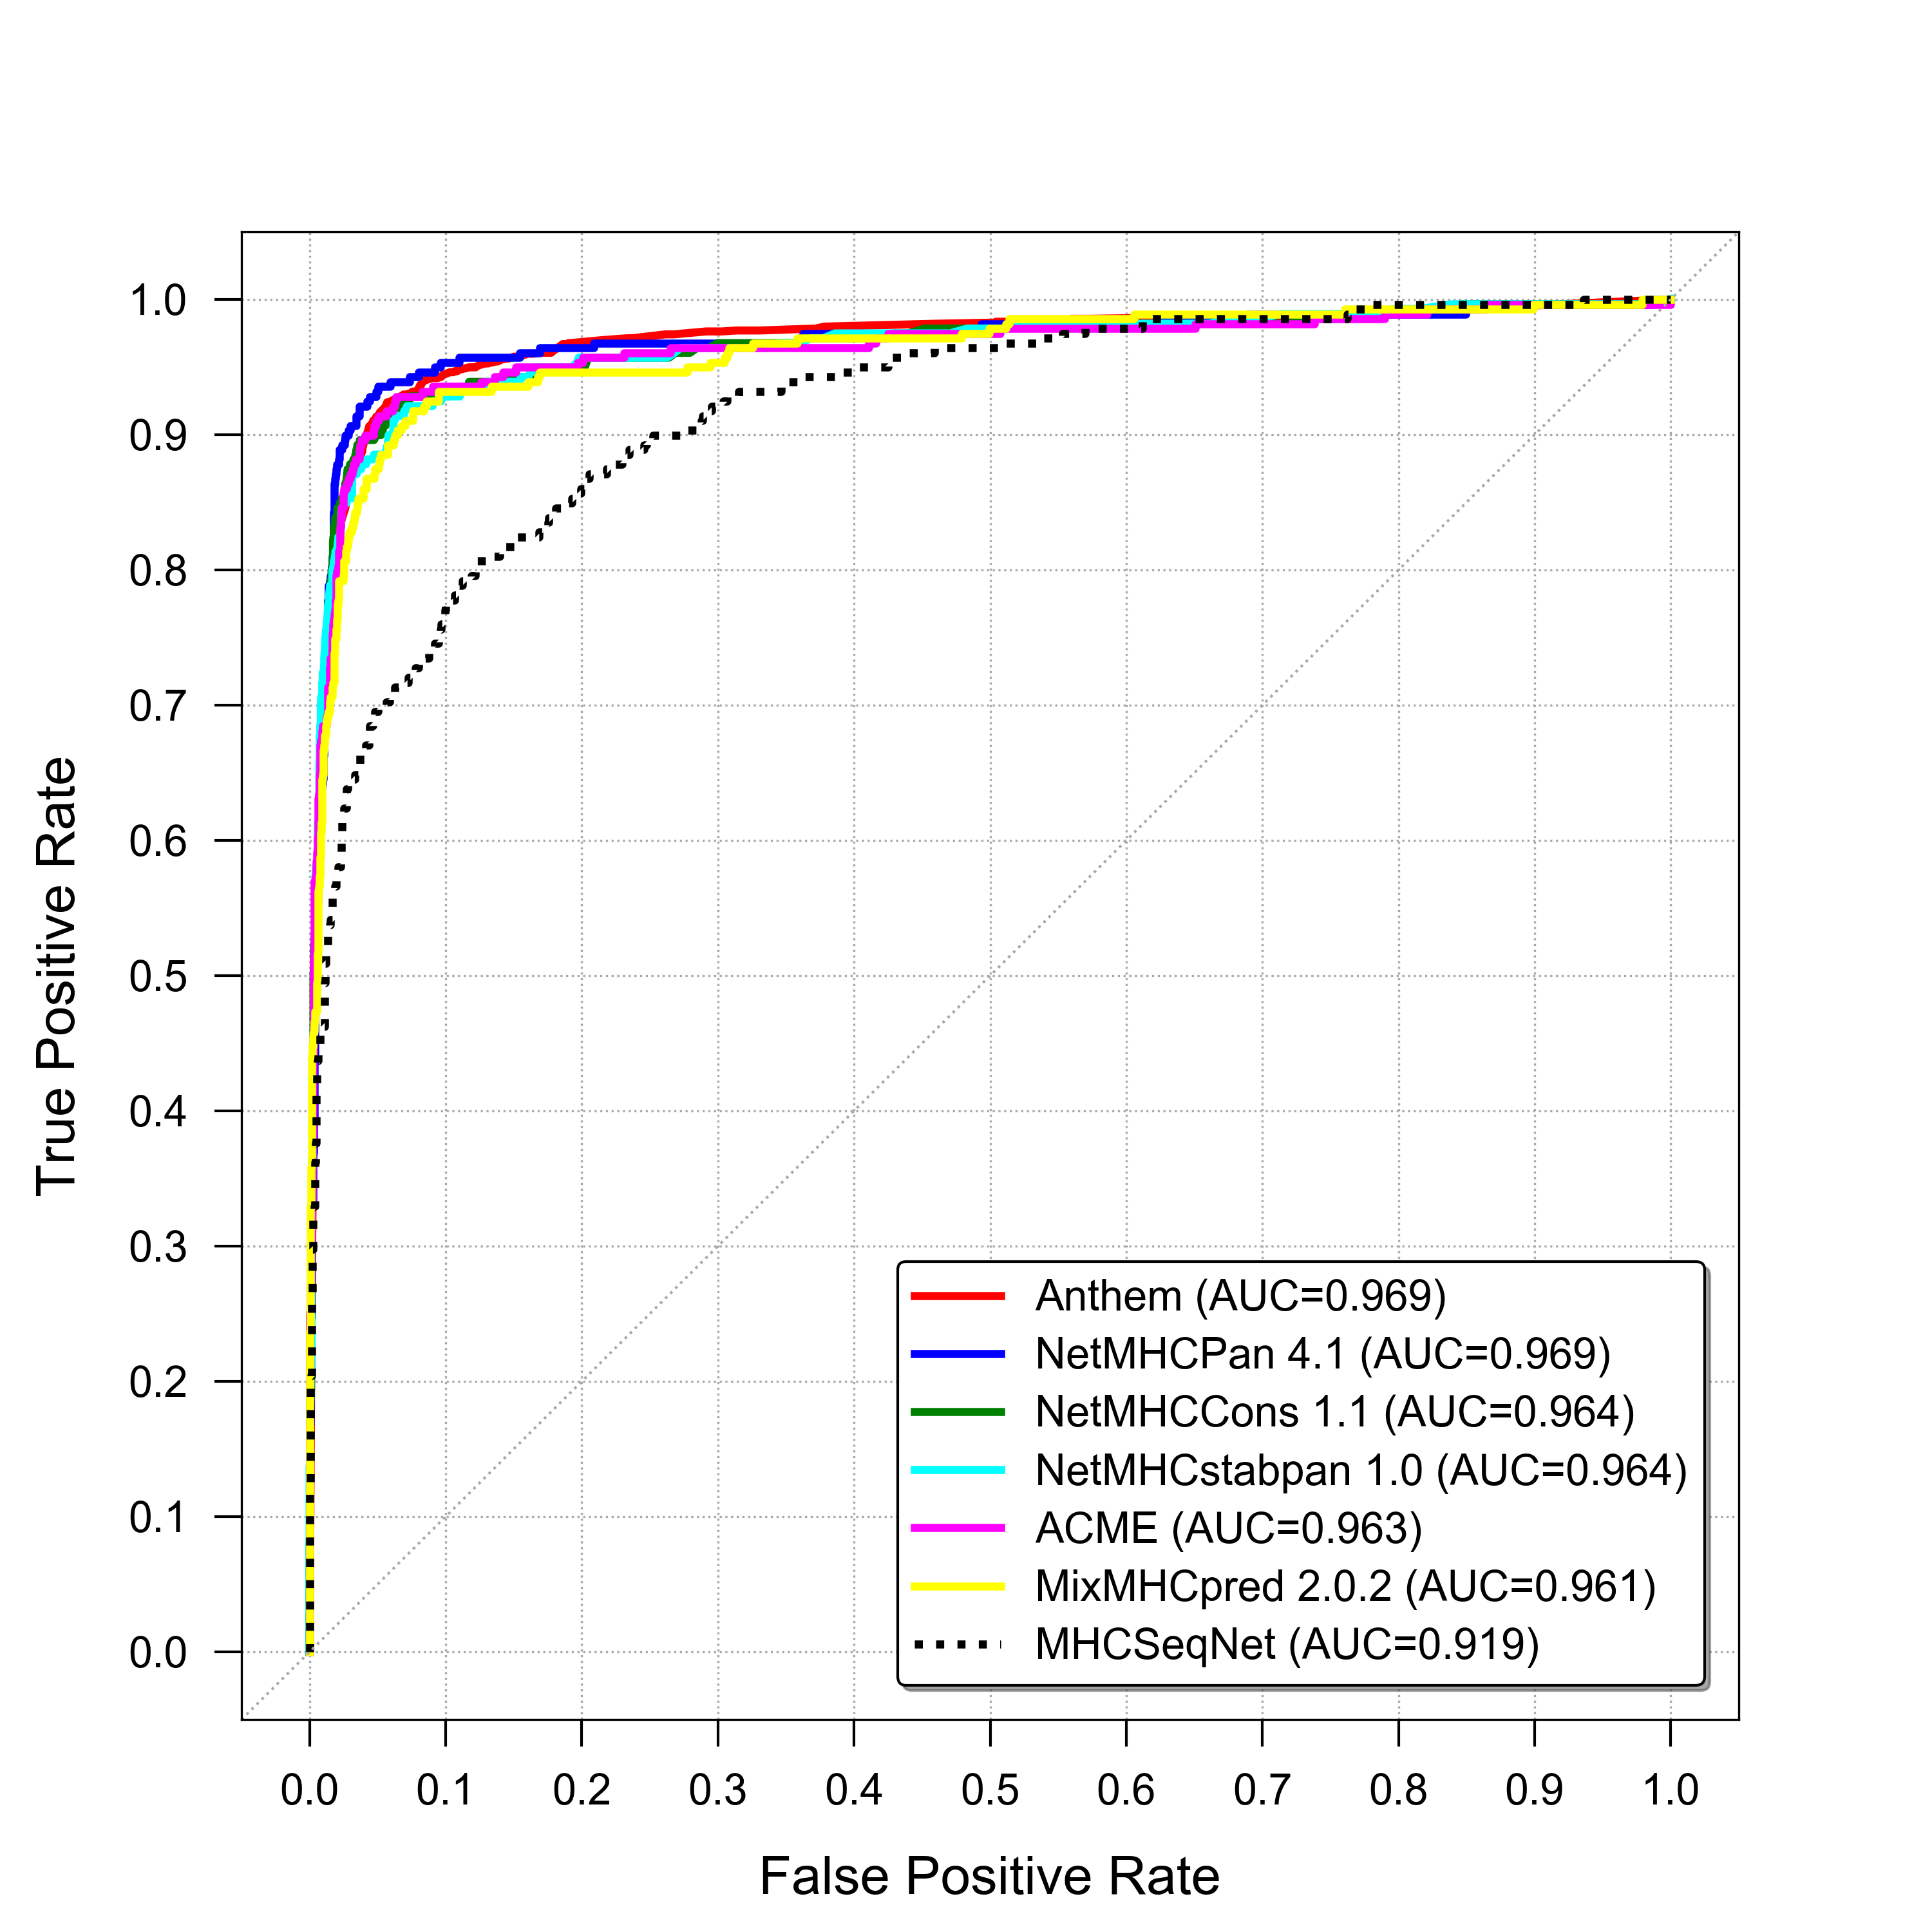 1.0
0.9
0.8
0.7
0.6
0.5
0.4
0.3
0.2
0.1
0.0
True Positive Rate
Anthem (AUC=0.969)
NetMHCPan 4.1 (AUC=0.969)
NetMHCCons 1.1 (AUC=0.964)
NetMHCstabpan 1.0 (AUC=0.964)
ACME (AUC=0.963)
MixMHCpred 2.0.2 (AUC=0.961)
MHCSeqNet (AUC=0.919)
0.0 0.1 0.2 0.3 0.4 0.5 0.6 0.7 0.8 0.9 1.0
False Positive Rate